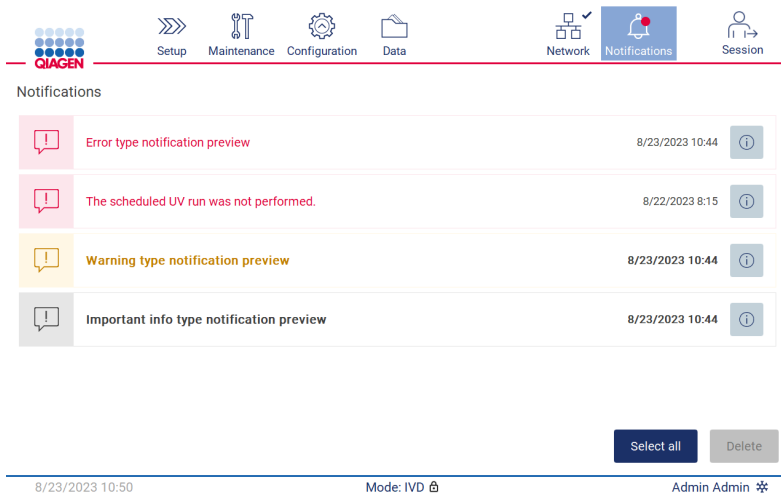 QIAGEN
Setup
Maintenance
Configuration
Data
Network
Notifications
Session
Notifications
Error type notification preview 8/23/2023 10:44
The scheduled UV run was not performed. 8/22/2023 8:15
Warning type notification preview 8/23/2023 10:44
Important info type notification preview 8/23/2023 10:44
Select all
Delete
8/23/2023 10:50
Mode: IVD
Admin Admin